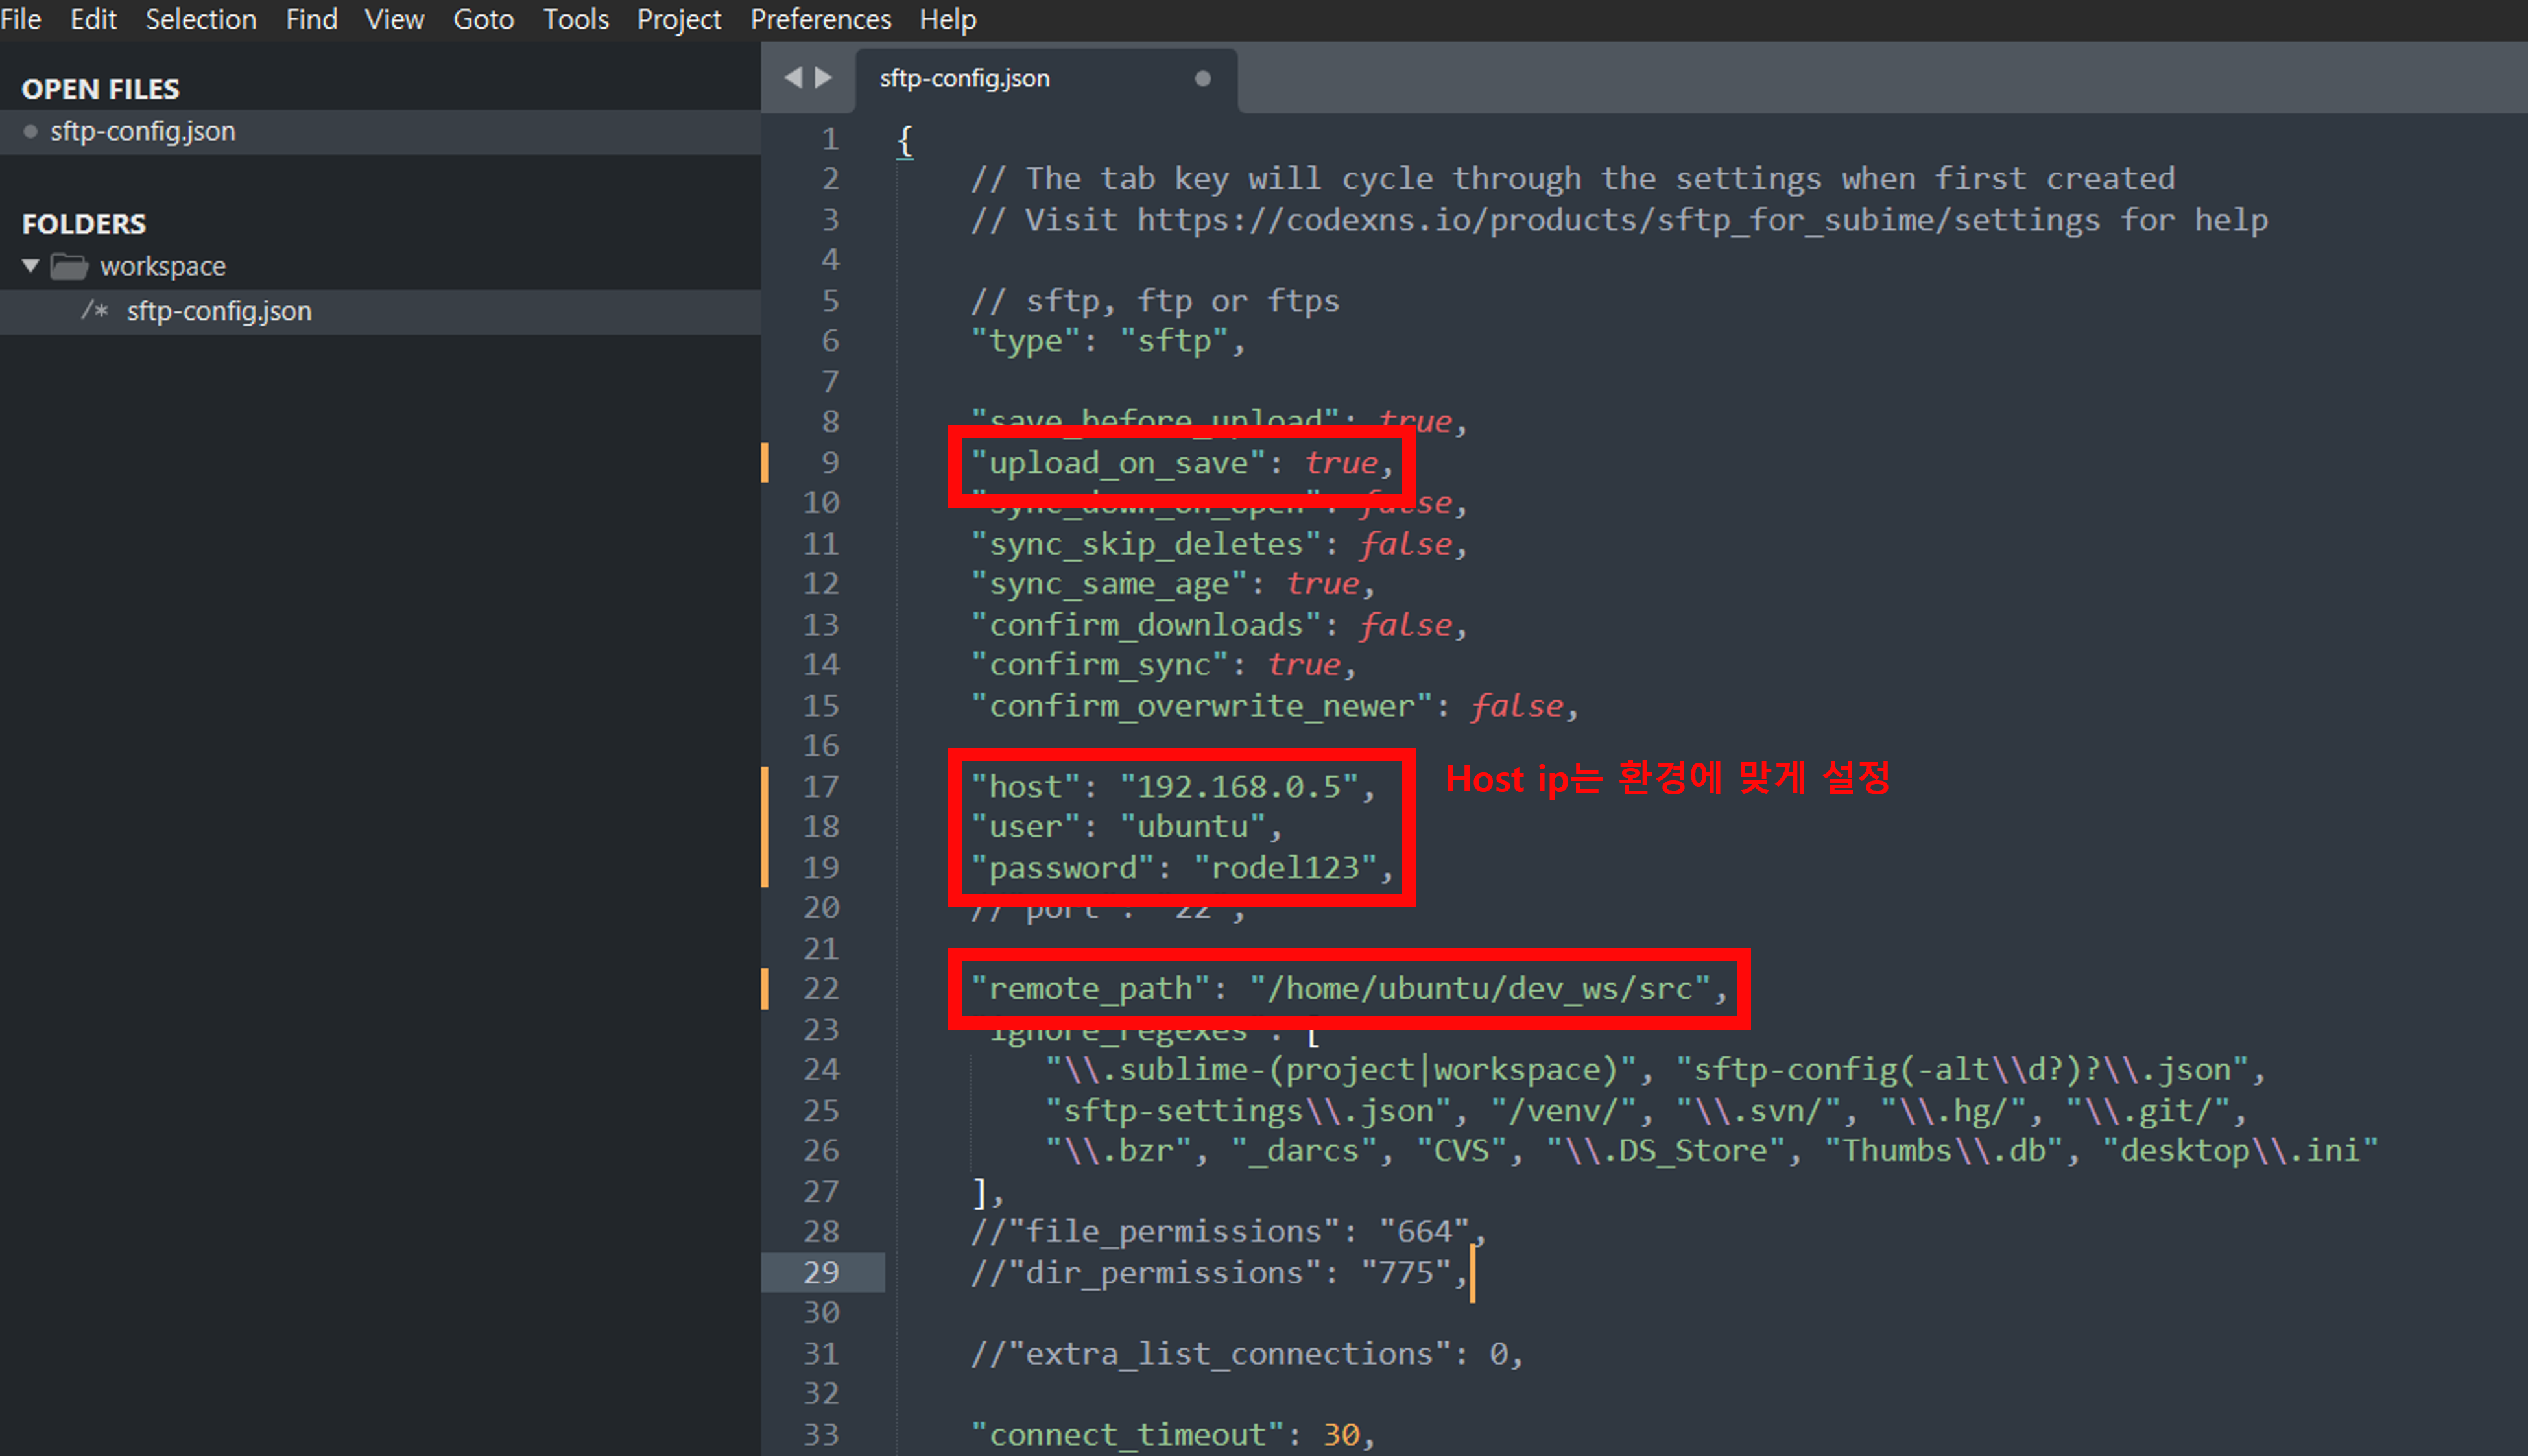 File Edit Selection Find View Goto Tools Project Preferences Help
OPEN FILES
sftp-config.json
FOLDERS
workspace
/* sftp-config.json
sftp-config.json
1 {
2 // The tab key will cycle through the settings when first created
3 // Visit https://codexns.io/products/sftp_for_subime/settings for help
4
5 // sftp, ftp or ftps
6 "type": "sftp",
7
8 "save_before_upload": true,
9 "upload_on_save": true,
10 "sync_down_on_open": false,
11 "sync_skip_deletes": false,
12 "sync_same_age": true,
13 "confirm_downloads": false,
14 "confirm_sync": true,
15 "confirm_overwrite_newer": false,
16
17 "host": "192.168.0.5",
Host ip는 환경에 맞게 설정
18 "user": "ubuntu",
19 "password": "rodel123",
20 //"port": "22",
21
22 "remote_path": "/home/ubuntu/dev_ws/src",
23 "ignore_regexes": [
24 "\\.sublime-(project|workspace)", "sftp-config(-alt\\d?)?\\.json",
25 "sftp-settings\\.json", "/venv/", "\\.svn/", "\\.hg/", "\\.git/",
26 "\\.bzr", "_darcs", "CVS", "\\.DS_Store", "Thumbs\\.db", "desktop\\.ini"
27 ],
28 //"file_permissions": "664",
29 //"dir_permissions": "775",
30
31 //"extra_list_connections": 0,
32
33 "connect_timeout": 30,